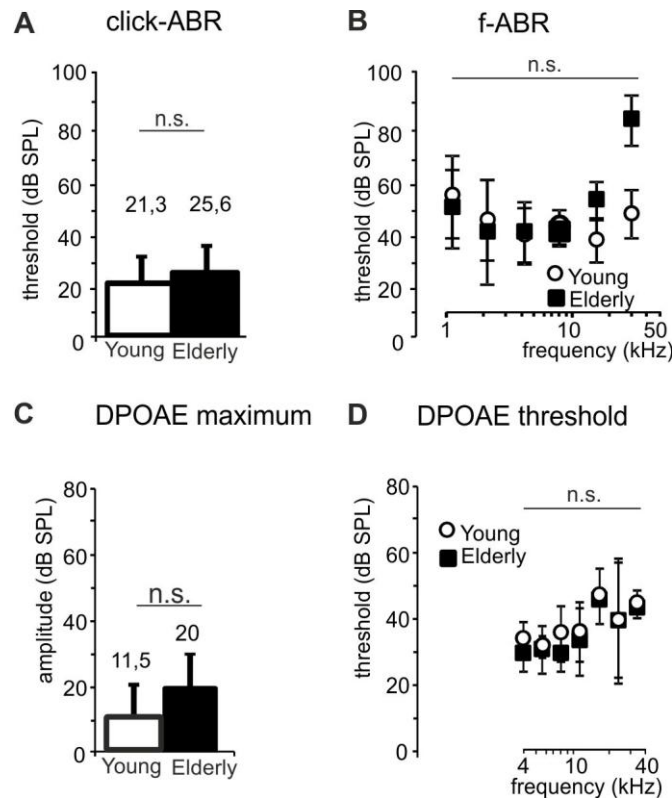 A click-ABR
threshold (dB SPL)
100
80
60
40
20
0
n.s.
21,3 25,6
Young Elderly
B f-ABR
threshold (dB SPL)
100
80
60
40
20
0
n.s.
Young
Elderly
1 10 50
frequency (kHz)
C DPOAE maximum
amplitude (dB SPL)
80
60
40
20
0
n.s.
11,5 20
Young Elderly
D DPOAE threshold
threshold (dB SPL)
80
60
40
20
0
n.s.
Young
Elderly
4 10 40
frequency (kHz)